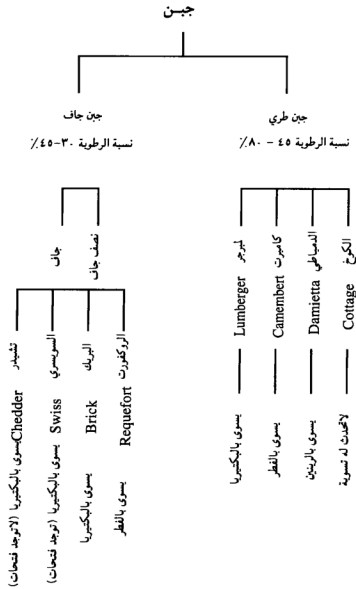 جبـن
جبن طري
نسبة الرطوبة ٤٥ - ٨٠٪
جبن جاف
نسبة الرطوبة ٣٠-٤٥٪
الكوخ Cottage
لاتحدث له تسوية
الدمياطي Damietta
يسوى بالرينين
كاممبرت Camembert
يسوى بالفطر
لمبرجر Lumberger
يسوى بالبكتيريا
نصف جاف
جاف
الروكفورت Requefort
يسوى بالفطر
البريك Brick
يسوى بالبكتيريا
السويسري Swiss
يسوى بالبكتيريا (توجد فتحات)
تشيدر Chedder
يسوى بالبكتيريا (لاتوجد فتحات)